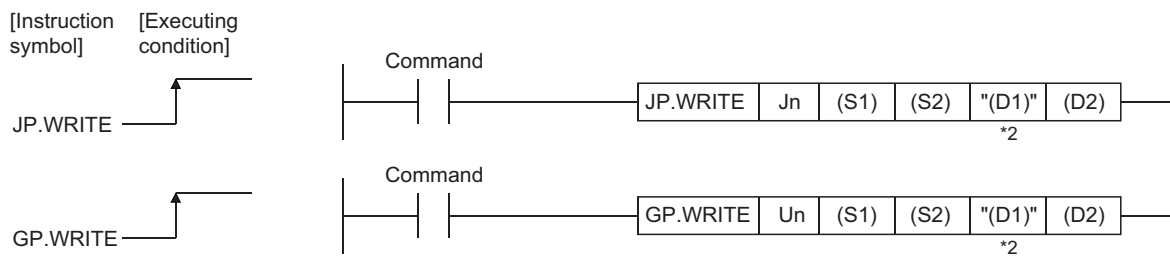 [Instruction symbol] [Executing condition]
Command
JP.WRITE
JP.WRITE Jn (S1) (S2) "(D1)" (D2)
*2
Command
GP.WRITE
GP.WRITE Un (S1) (S2) "(D1)" (D2)
*2